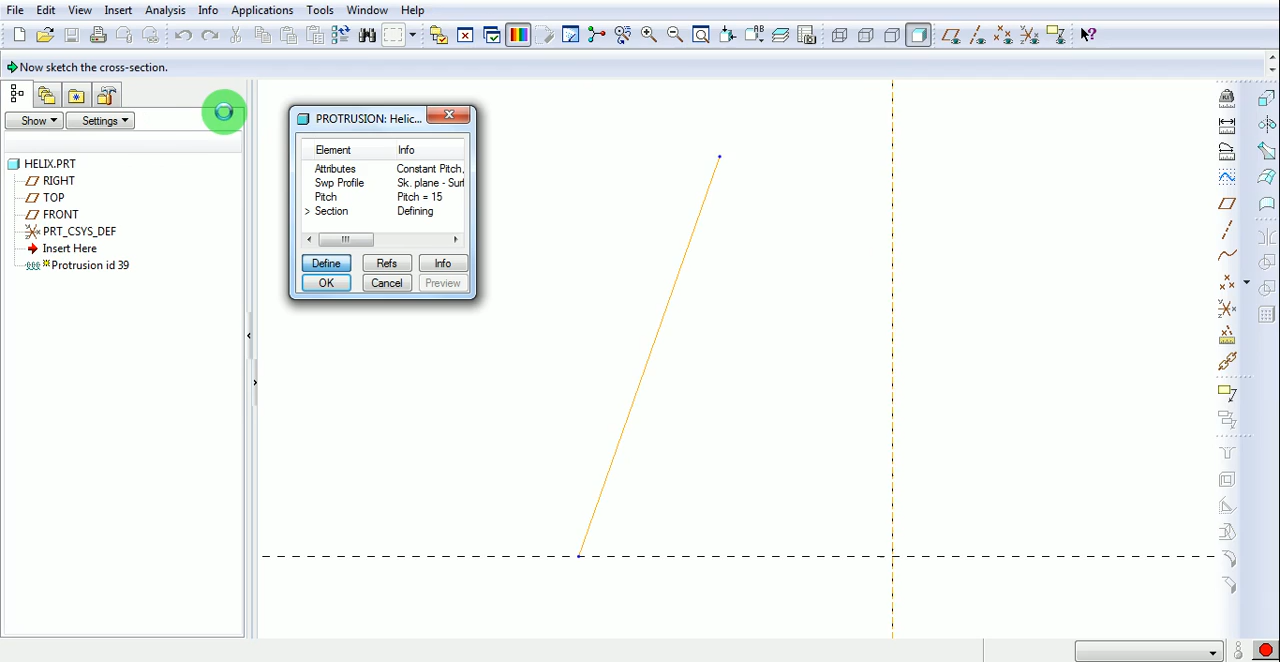 File Edit View Insert Analysis Info Applications Tools Window Help
Now sketch the cross-section.
Show Settings
HELIX.PRT
RIGHT
TOP
FRONT
PRT_CSYS_DEF
Insert Here
Protrusion id 39
PROTRUSION: Helic...
Element Info
Attributes Constant Pitch,
Swp Profile Sk. plane - Surf
Pitch Pitch = 15
> Section Defining
Define Refs Info
OK Cancel Preview